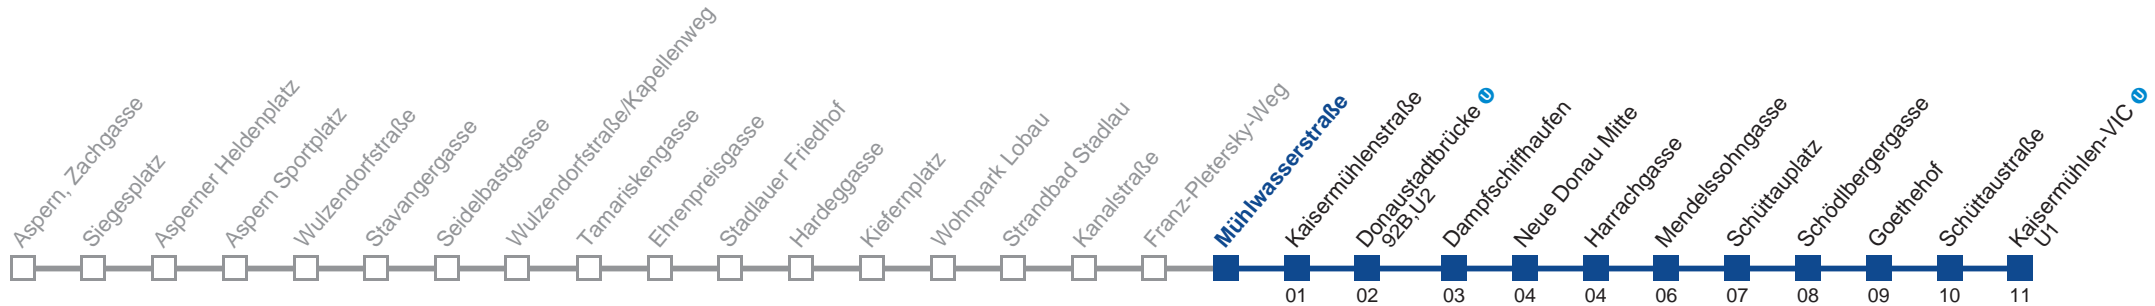 Aspern, Zachgasse
Siegesplatz
Asperner Heldenplatz
Aspern Sportplatz
Wulzendorfstraße
Stavangergasse
Seidelbastgasse
Wulzendorfstraße/Kapellenweg
Tamariskengasse
Ehrenpreisgasse
Stadlauer Friedhof
Hardeggasse
Kiefernplatz
Wohnpark Lobau
Strandbad Stadlau
Kanalstraße
Franz-Pletersky-Weg
Mühlwasserstraße
Kaisermühlenstraße
Donaustadtbrücke U
92B,U2
Dampfschiffhaufen
Neue Donau Mitte
Harrachgasse
Mendelssohngasse
Schüttauplatz
Schödlbergergasse
Goethehof
Schüttaustraße
Kaisermühlen-VIC U
U1
01 02 03 04 04 06 07 08 09 10 11